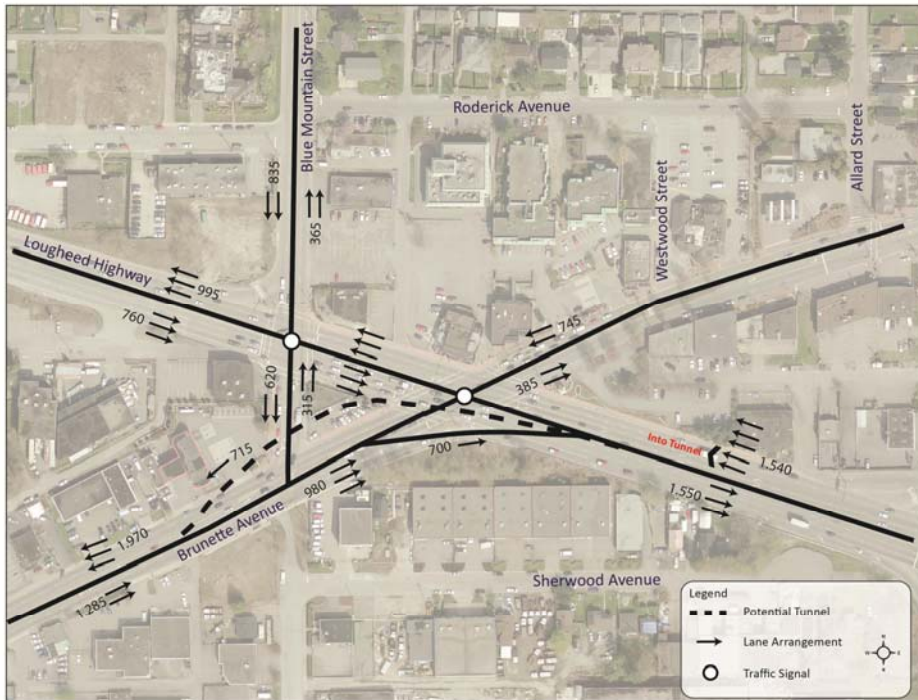 Roderick Avenue
Blue Mountain Street
Allard Street
Westwood Street
835
365
Lougheed Highway
995
760
745
620
315
385
715
700
Into Tunnel
1.540
980
1.550
1.970
Brunette Avenue
1.285
Sherwood Avenue
Legend
Potential Tunnel
Lane Arrangement
Traffic Signal
N
W
E
S